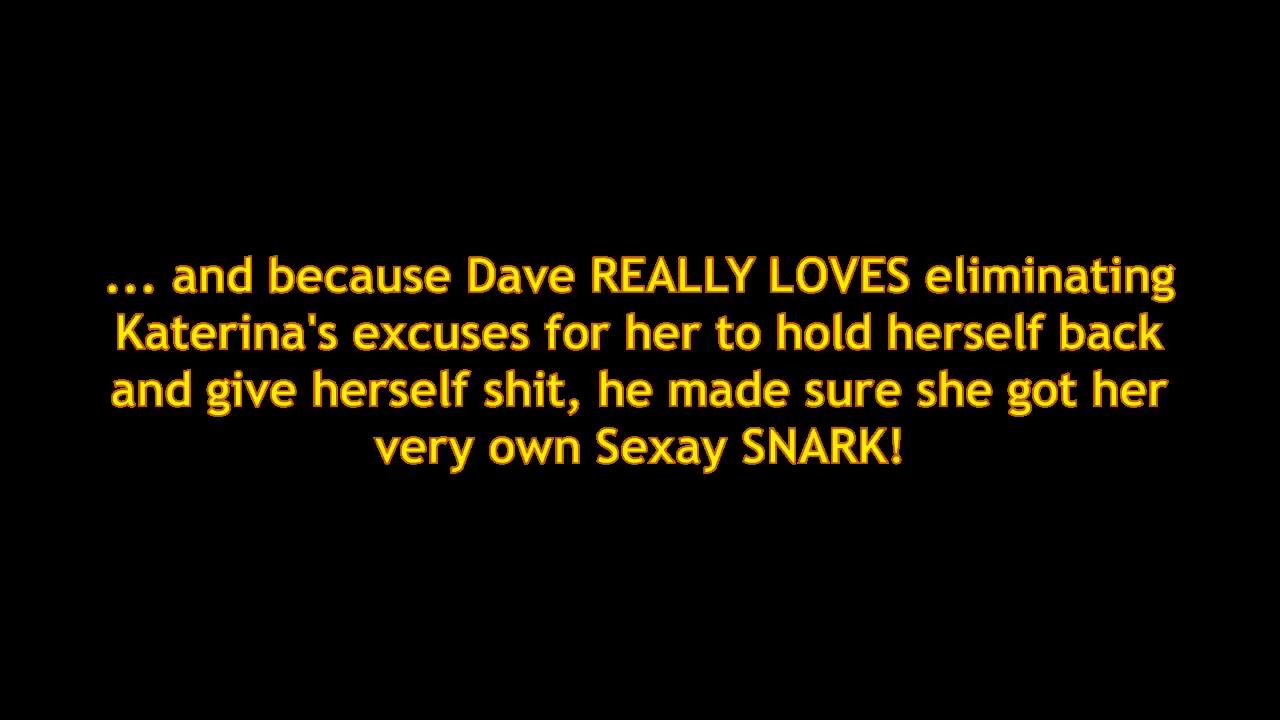 ... and because Dave REALLY LOVES eliminating
Katerina's excuses for her to hold herself back
and give herself shit, he made sure she got her
very own Sexay SNARK!